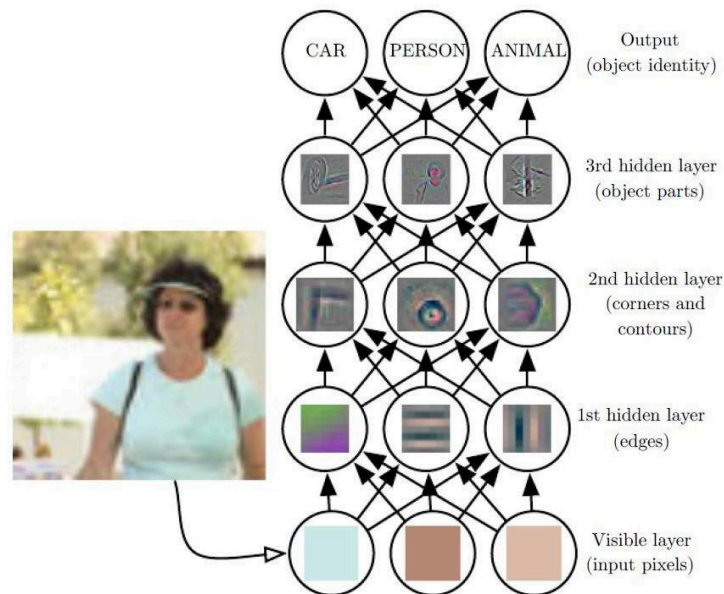 CAR PERSON ANIMAL
Output
(object identity)
3rd hidden layer
(object parts)
2nd hidden layer
(corners and
contours)
1st hidden layer
(edges)
Visible layer
(input pixels)